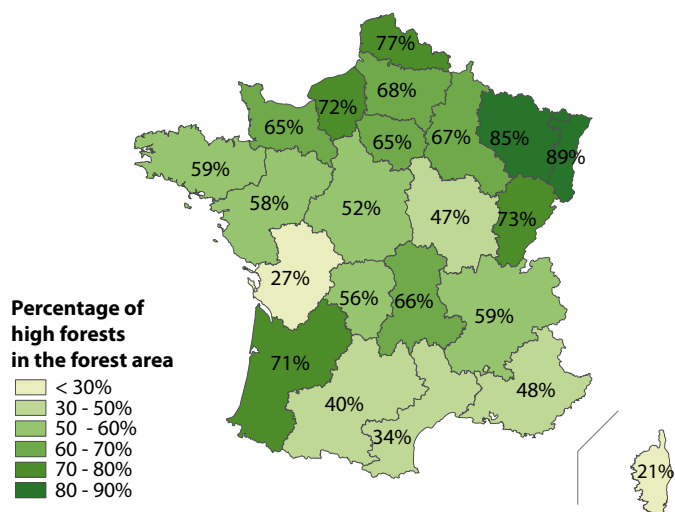 77%
68%
72%
65%
65%
67%
85%
89%
59%
58%
52%
47%
73%
27%
56%
66%
59%
71%
40%
48%
34%
21%
Percentage of
high forests
in the forest area
< 30%
30 - 50%
50 - 60%
60 - 70%
70 - 80%
80 - 90%